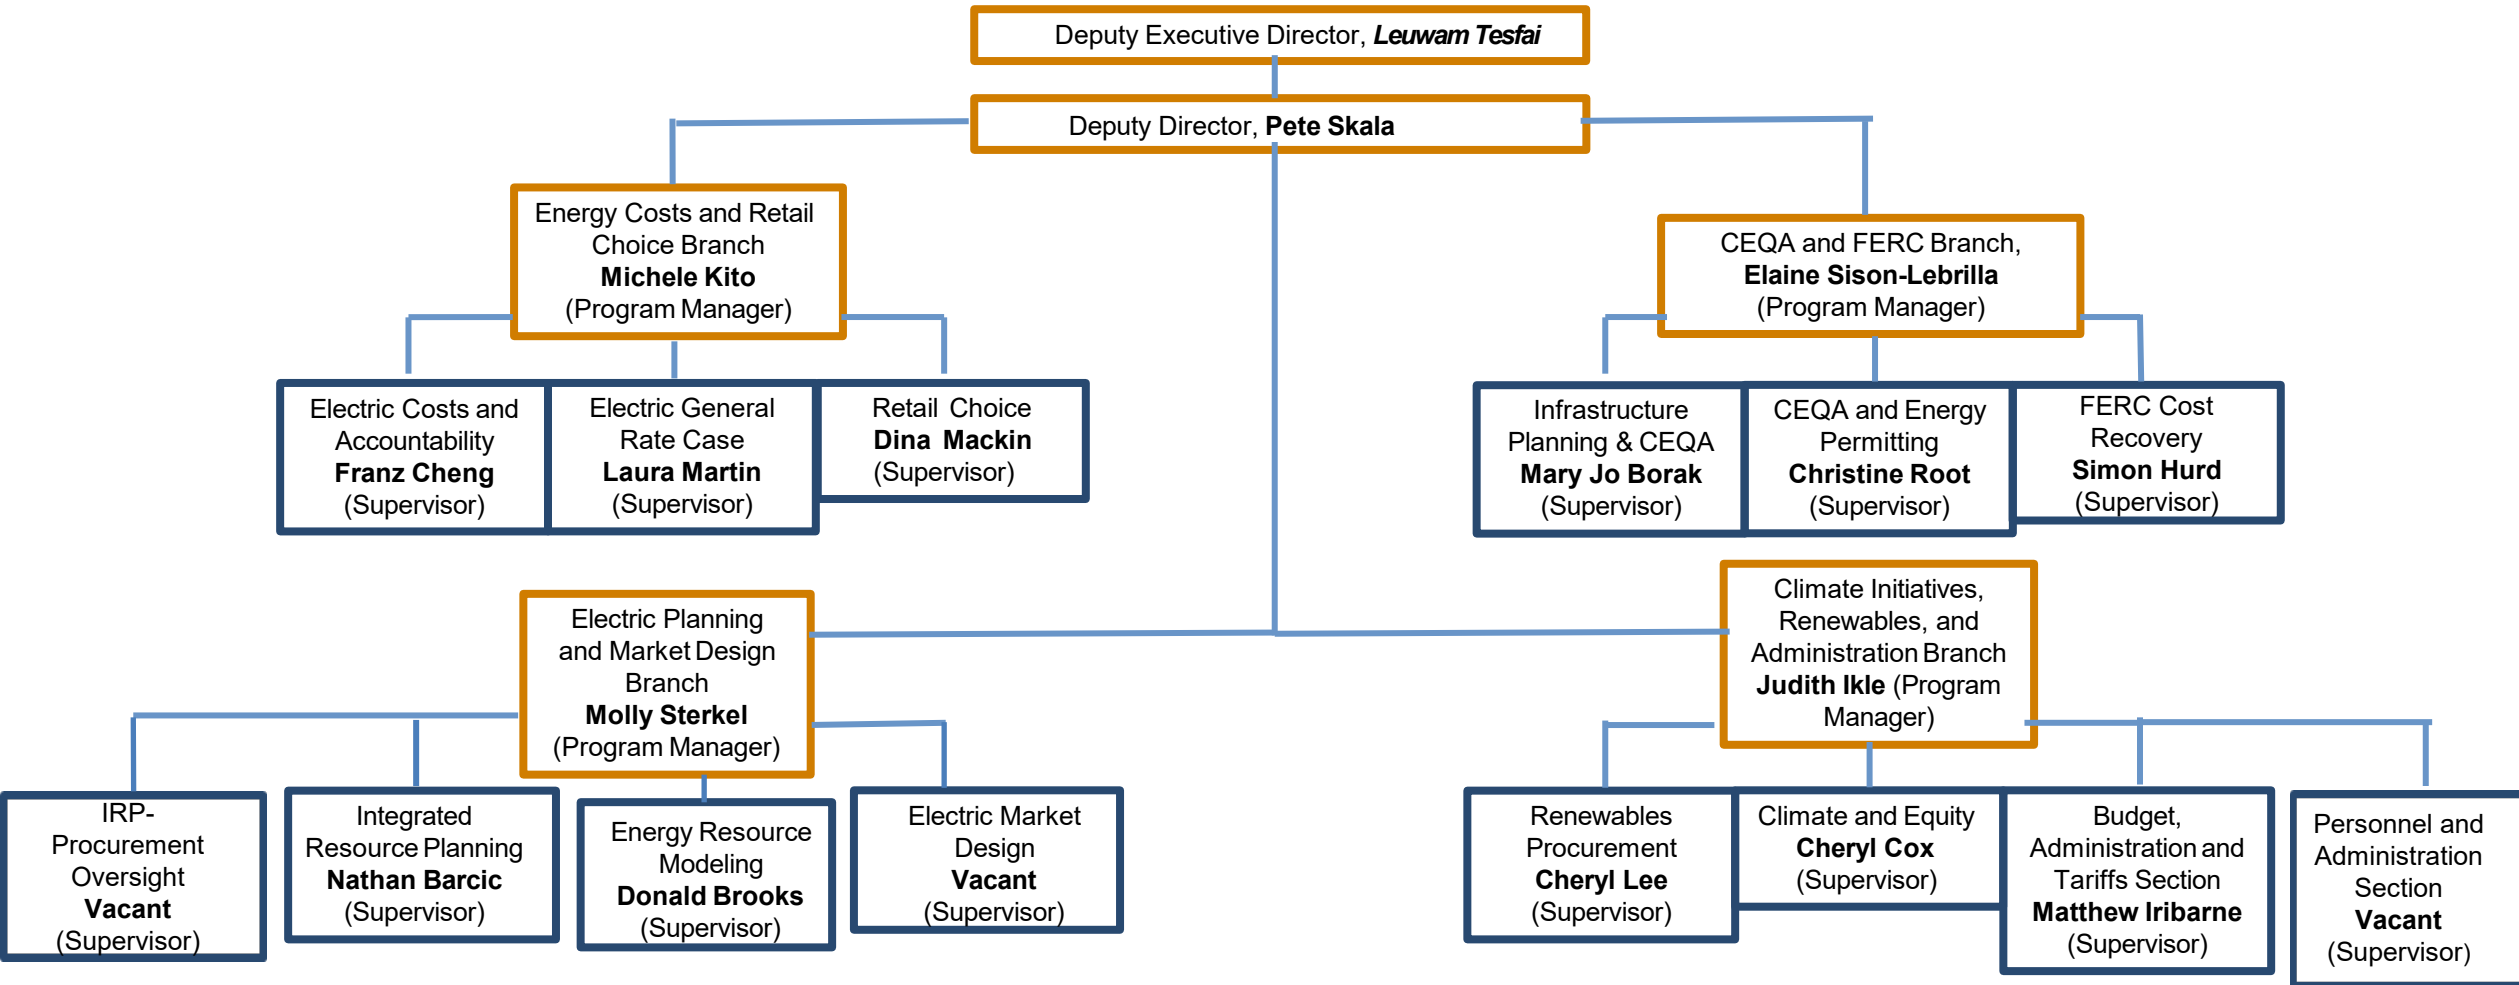 Deputy Executive Director, Leuwam Tesfai
Deputy Director, Pete Skala
Energy Costs and Retail
Choice Branch
Michele Kito
(Program Manager)
CEQA and FERC Branch,
Elaine Sison-Lebrilla
(Program Manager)
Electric Costs and
Accountability
Franz Cheng
(Supervisor)
Electric General
Rate Case
Laura Martin
(Supervisor)
Retail Choice
Dina Mackin
(Supervisor)
Infrastructure
Planning & CEQA
Mary Jo Borak
(Supervisor)
CEQA and Energy
Permitting
Christine Root
(Supervisor)
FERC Cost
Recovery
Simon Hurd
(Supervisor)
Electric Planning
and Market Design
Branch
Molly Sterkel
(Program Manager)
Climate Initiatives,
Renewables, and
Administration Branch
Judith Ikle (Program
Manager)
IRP-
Procurement
Oversight
Vacant
(Supervisor)
Integrated
Resource Planning
Nathan Barcic
(Supervisor)
Energy Resource
Modeling
Donald Brooks
(Supervisor)
Electric Market
Design
Vacant
(Supervisor)
Renewables
Procurement
Cheryl Lee
(Supervisor)
Climate and Equity
Cheryl Cox
(Supervisor)
Budget,
Administration and
Tariffs Section
Matthew Iribarne
(Supervisor)
Personnel and
Administration
Section
Vacant
(Supervisor)